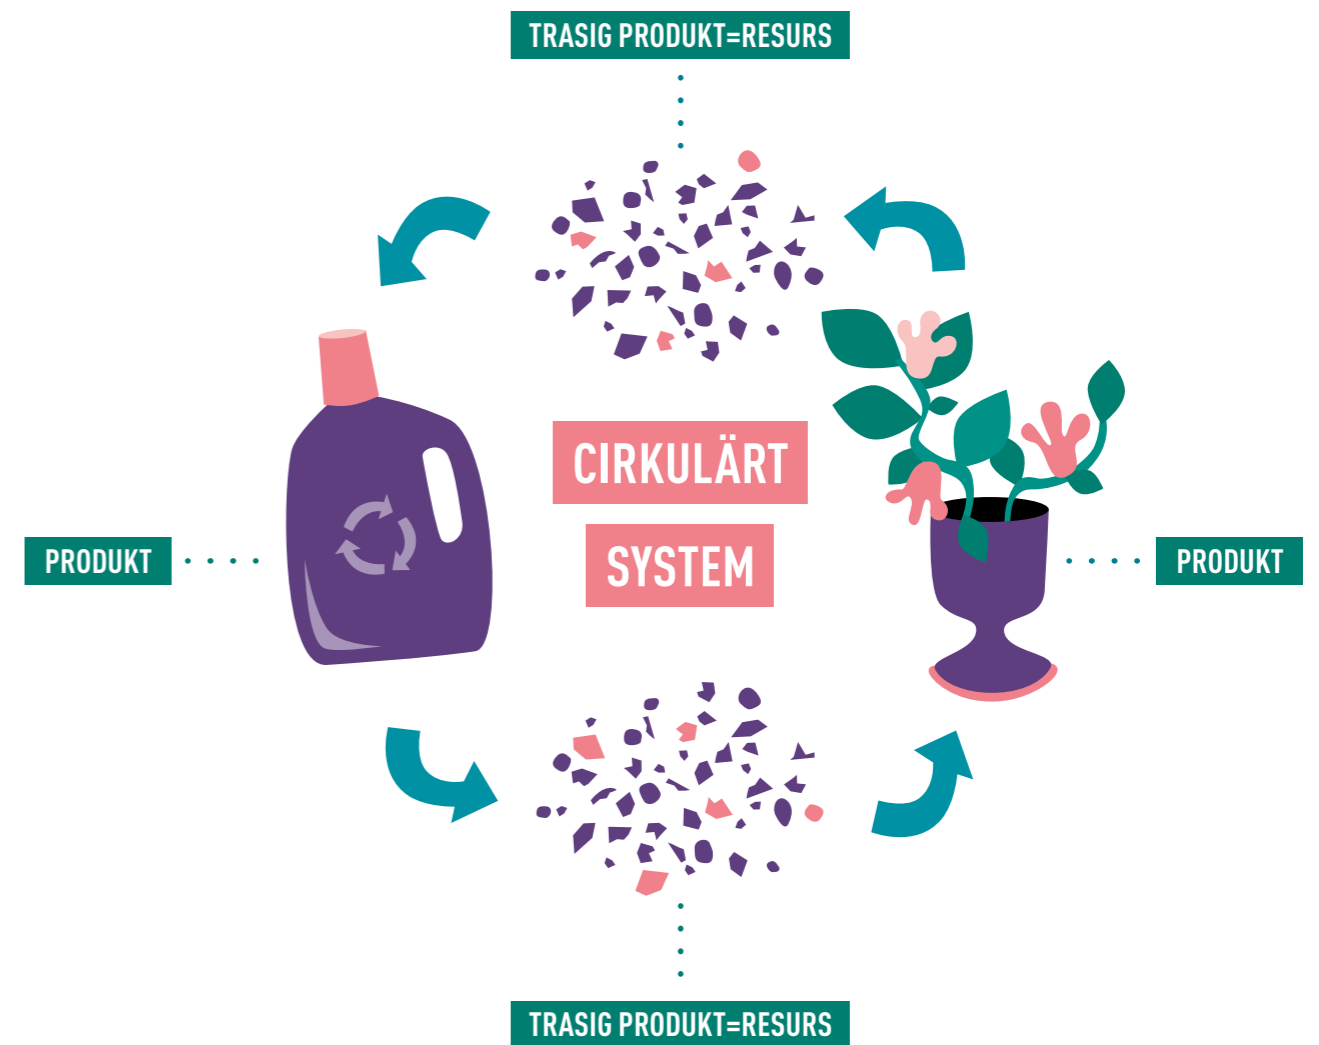 TRASIG PRODUKT=RESURS
CIRKULÄRT
SYSTEM
PRODUKT
PRODUKT
TRASIG PRODUKT=RESURS